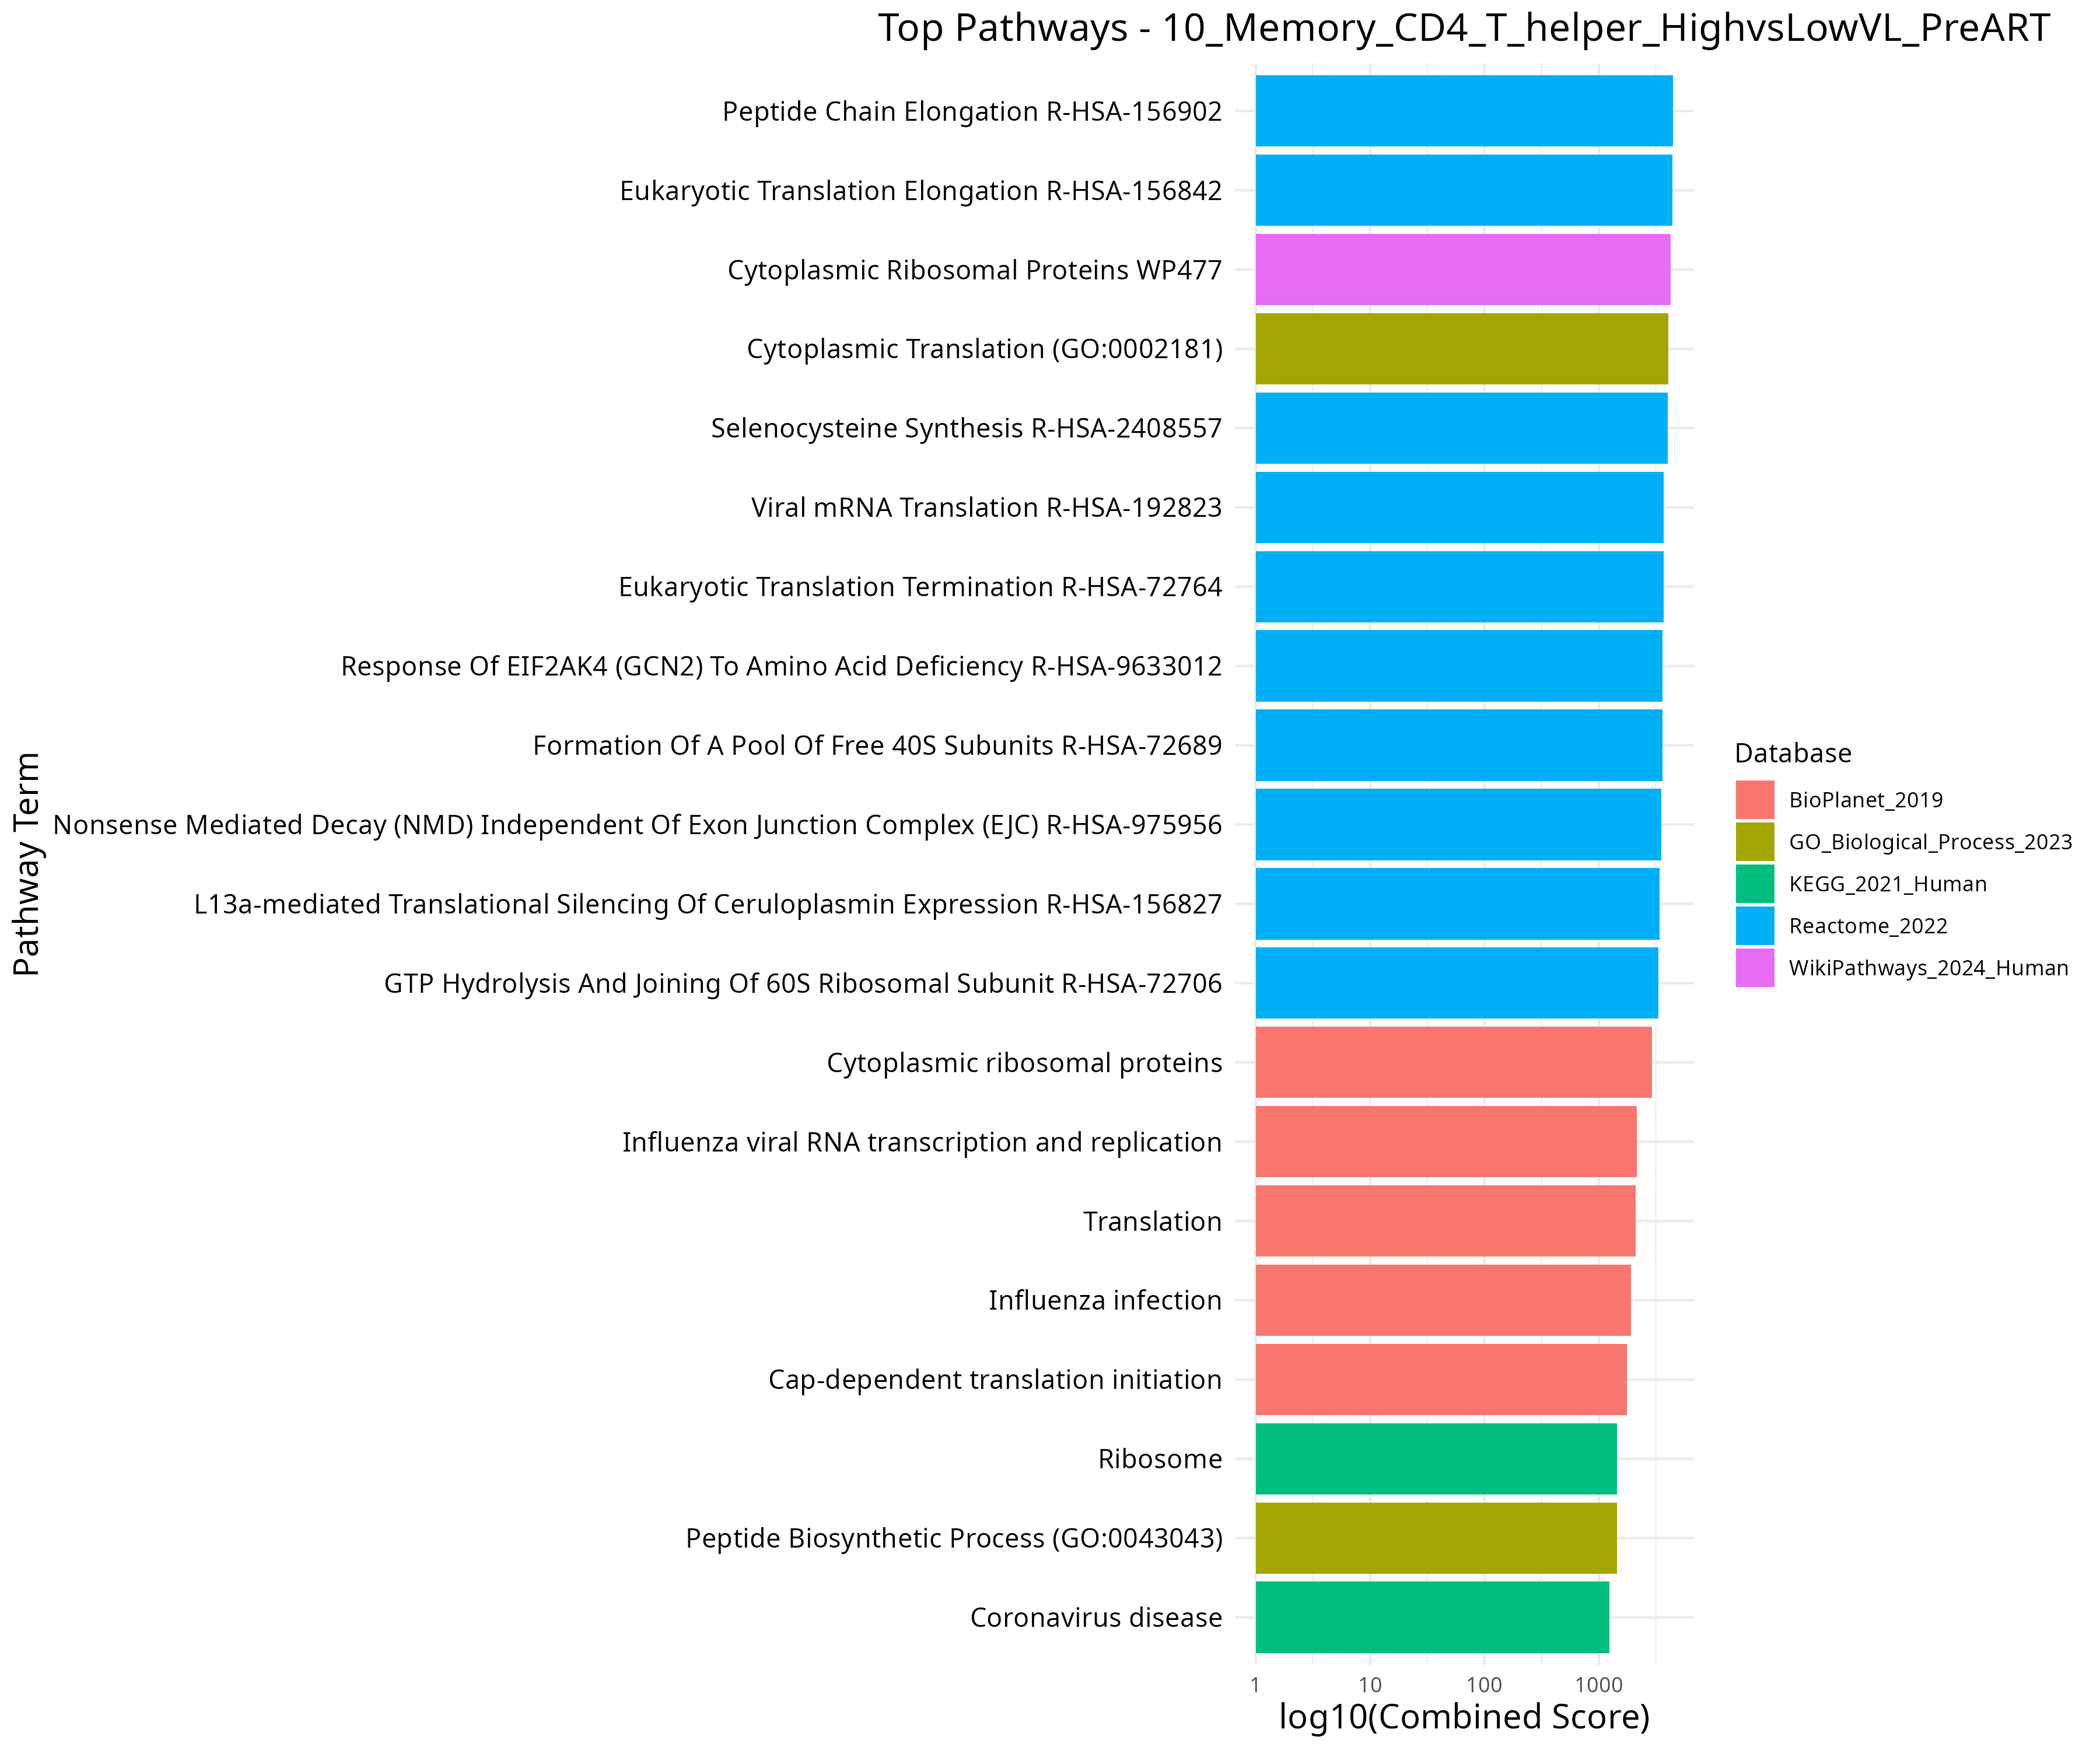 Top Pathways - 10_Memory_CD4_T_helper_HighvsLowVL_PreART
Pathway Term
Peptide Chain Elongation R-HSA-156902
Eukaryotic Translation Elongation R-HSA-156842
Cytoplasmic Ribosomal Proteins WP477
Cytoplasmic Translation (GO:0002181)
Selenocysteine Synthesis R-HSA-2408557
Viral mRNA Translation R-HSA-192823
Eukaryotic Translation Termination R-HSA-72764
Response Of EIF2AK4 (GCN2) To Amino Acid Deficiency R-HSA-9633012
Formation Of A Pool Of Free 40S Subunits R-HSA-72689
Nonsense Mediated Decay (NMD) Independent Of Exon Junction Complex (EJC) R-HSA-975956
L13a-mediated Translational Silencing Of Ceruloplasmin Expression R-HSA-156827
GTP Hydrolysis And Joining Of 60S Ribosomal Subunit R-HSA-72706
Cytoplasmic ribosomal proteins
Influenza viral RNA transcription and replication
Translation
Influenza infection
Cap-dependent translation initiation
Ribosome
Peptide Biosynthetic Process (GO:0043043)
Coronavirus disease
1 10 100 1000
log10(Combined Score)
Database
BioPlanet_2019
GO_Biological_Process_2023
KEGG_2021_Human
Reactome_2022
WikiPathways_2024_Human